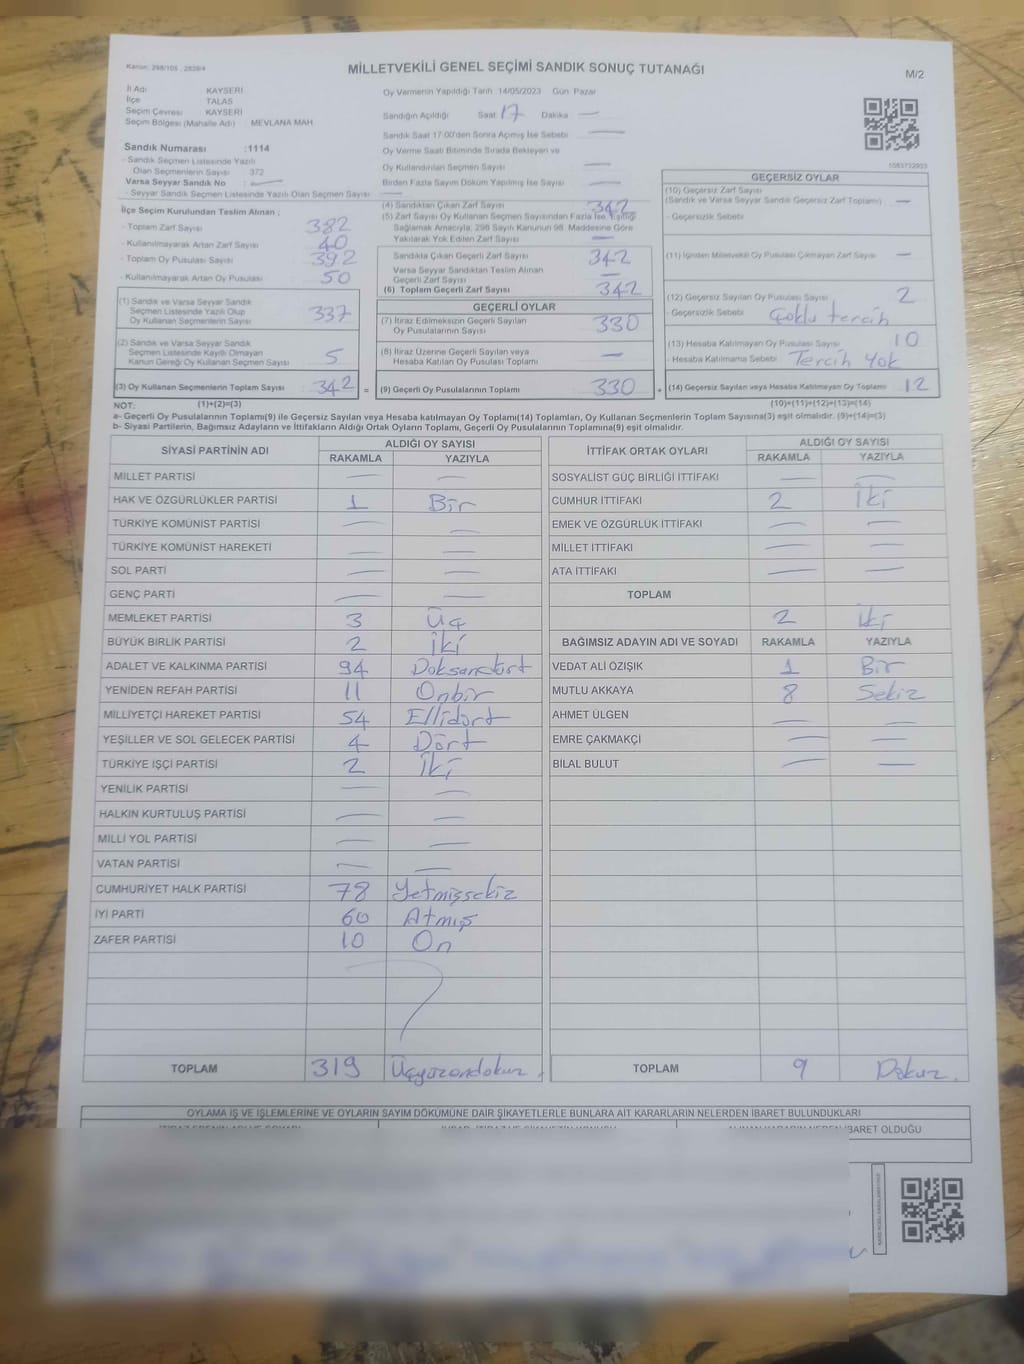 Kanun: 298/105 , 2839/4
MİLLETVEKİLİ GENEL SEÇİMİ SANDIK SONUÇ TUTANAĞI
M/2
İl Adı KAYSERİ
İlçe TALAS
Seçim Çevresi KAYSERİ
Seçim Bölgesi (Mahalle Adı) MEVLANA MAH.
Sandık Numarası :1114
- Sandık Seçmen Listesinde Yazılı
Olan Seçmenlerin Sayısı 372
Varsa Seyyar Sandık No : —
- Seyyar Sandık Seçmen Listesinde Yazılı Olan Seçmen Sayısı : —
Oy Vermenin Yapıldığı Tarih :14/05/2023 Gün: Pazar
Sandığın Açıldığı Saat 17 Dakika —
Sandık Saat 17:00'den Sonra Açılmış İse Sebebi —
Oy Verme Saati Bitiminde Sırada Bekleyen ve
Oy Kullandırılan Seçmen Sayısı —
Birden Fazla Sayım Döküm Yapılmış İse Sayısı —
İlçe Seçim Kurulundan Teslim Alınan ;
- Toplam Zarf Sayısı 382
- Kullanılmayarak Artan Zarf Sayısı 40
- Toplam Oy Pusulası Sayısı 392
- Kullanılmayarak Artan Oy Pusulası 50
(1) Sandık ve Varsa Seyyar Sandık
Seçmen Listesinde Yazılı Olup
Oy Kullanan Seçmenlerin Sayısı 337
(2) Sandık ve Varsa Seyyar Sandık
Seçmen Listesinde Kayıtlı Olmayan
Kanun Gereği Oy Kullanan Seçmen Sayısı 5
(3) Oy Kullanan Seçmenlerin Toplam Sayısı 342 =
(4) Sandıktan Çıkan Zarf Sayısı 342
(5) Zarf Sayısı Oy Kullanan Seçmen Sayısından Fazla İse, Eşitliği
Sağlamak Amacıyla, 298 Sayılı Kanunun 98. Maddesine Göre
Yakılarak Yok Edilen Zarf Sayısı —
Sandıkta Çıkan Geçerli Zarf Sayısı 342
Varsa Seyyar Sandıktan Teslim Alınan
Geçerli Zarf Sayısı —
(6) Toplam Geçerli Zarf Sayısı 342
GEÇERLİ OYLAR
(7) İtiraz Edilmeksizin Geçerli Sayılan
Oy Pusulalarının Sayısı 330
(8) İtiraz Üzerine Geçerli Sayılan veya
Hesaba Katılan Oy Pusulası Toplamı —
(9) Geçerli Oy Pusulalarının Toplamı 330 +
GEÇERSİZ OYLAR
(10) Geçersiz Zarf Sayısı
(Sandık ve Varsa Seyyar Sandık Geçersiz Zarf Toplamı) —
- Geçersizlik Sebebi
(11) İçinden Milletvekili Oy Pusulası Çıkmayan Zarf Sayısı —
(12) Geçersiz Sayılan Oy Pusulası Sayısı 2
- Geçersizlik Sebebi Çoklu tercih
(13) Hesaba Katılmayan Oy Pusulası Sayısı 10
- Hesaba Katılmama Sebebi Tercih Yok
(14) Geçersiz Sayılan veya Hesaba Katılmayan Oy Toplamı 12
NOT: (1)+(2)=(3) (10)+(11)+(12)+(13)=(14)
a- Geçerli Oy Pusulalarının Toplamı(9) ile Geçersiz Sayılan veya Hesaba katılmayan Oy Toplamı(14) Toplamları, Oy Kullanan Seçmenlerin Toplam Sayısına(3) eşit olmalıdır. (9)+(14)=(3)
b- Siyasi Partilerin, Bağımsız Adayların ve İttifakların Aldığı Ortak Oyların Toplamı, Geçerli Oy Pusulalarının Toplamına(9) eşit olmalıdır.
SİYASİ PARTİNİN ADI ALDIĞI OY SAYISI
RAKAMLA YAZIYLA
MİLLET PARTİSİ — —
HAK VE ÖZGÜRLÜKLER PARTİSİ 1 Bir
TÜRKİYE KOMÜNİST PARTİSİ — —
TÜRKİYE KOMÜNİST HAREKETİ — —
SOL PARTİ — —
GENÇ PARTİ — —
MEMLEKET PARTİSİ 3 Üç
BÜYÜK BİRLİK PARTİSİ 2 İki
ADALET VE KALKINMA PARTİSİ 94 Doksandört
YENİDEN REFAH PARTİSİ 11 Onbir
MİLLİYETÇİ HAREKET PARTİSİ 54 Ellidört
YEŞİLLER VE SOL GELECEK PARTİSİ 4 Dört
TÜRKİYE İŞÇİ PARTİSİ 2 İki
YENİLİK PARTİSİ — —
HALKIN KURTULUŞ PARTİSİ — —
MİLLİ YOL PARTİSİ — —
VATAN PARTİSİ — —
CUMHURİYET HALK PARTİSİ 78 Yetmişsekiz
İYİ PARTİ 60 Atmış
ZAFER PARTİSİ 10 On
TOPLAM 319 Üçyüzondokuz
İTTİFAK ORTAK OYLARI ALDIĞI OY SAYISI
RAKAMLA YAZIYLA
SOSYALİST GÜÇ BİRLİĞİ İTTİFAKI — —
CUMHUR İTTİFAKI 2 İki
EMEK VE ÖZGÜRLÜK İTTİFAKI — —
MİLLET İTTİFAKI — —
ATA İTTİFAKI — —
TOPLAM
2 İki
BAĞIMSIZ ADAYIN ADI VE SOYADI RAKAMLA YAZIYLA
VEDAT ALİ ÖZIŞIK 1 Bir
MUTLU AKKAYA 8 Sekiz
AHMET ÜLGEN — —
EMRE ÇAKMAKÇİ — —
BİLAL BULUT — —
TOPLAM 9 Dokuz.
OYLAMA İŞ VE İŞLEMLERİNE VE OYLARIN SAYIM DÖKÜMÜNE DAİR ŞİKAYETLERLE BUNLARA AİT KARARLARIN NELERDEN İBARET BULUNDUKLARI
İBARET OLDUĞU